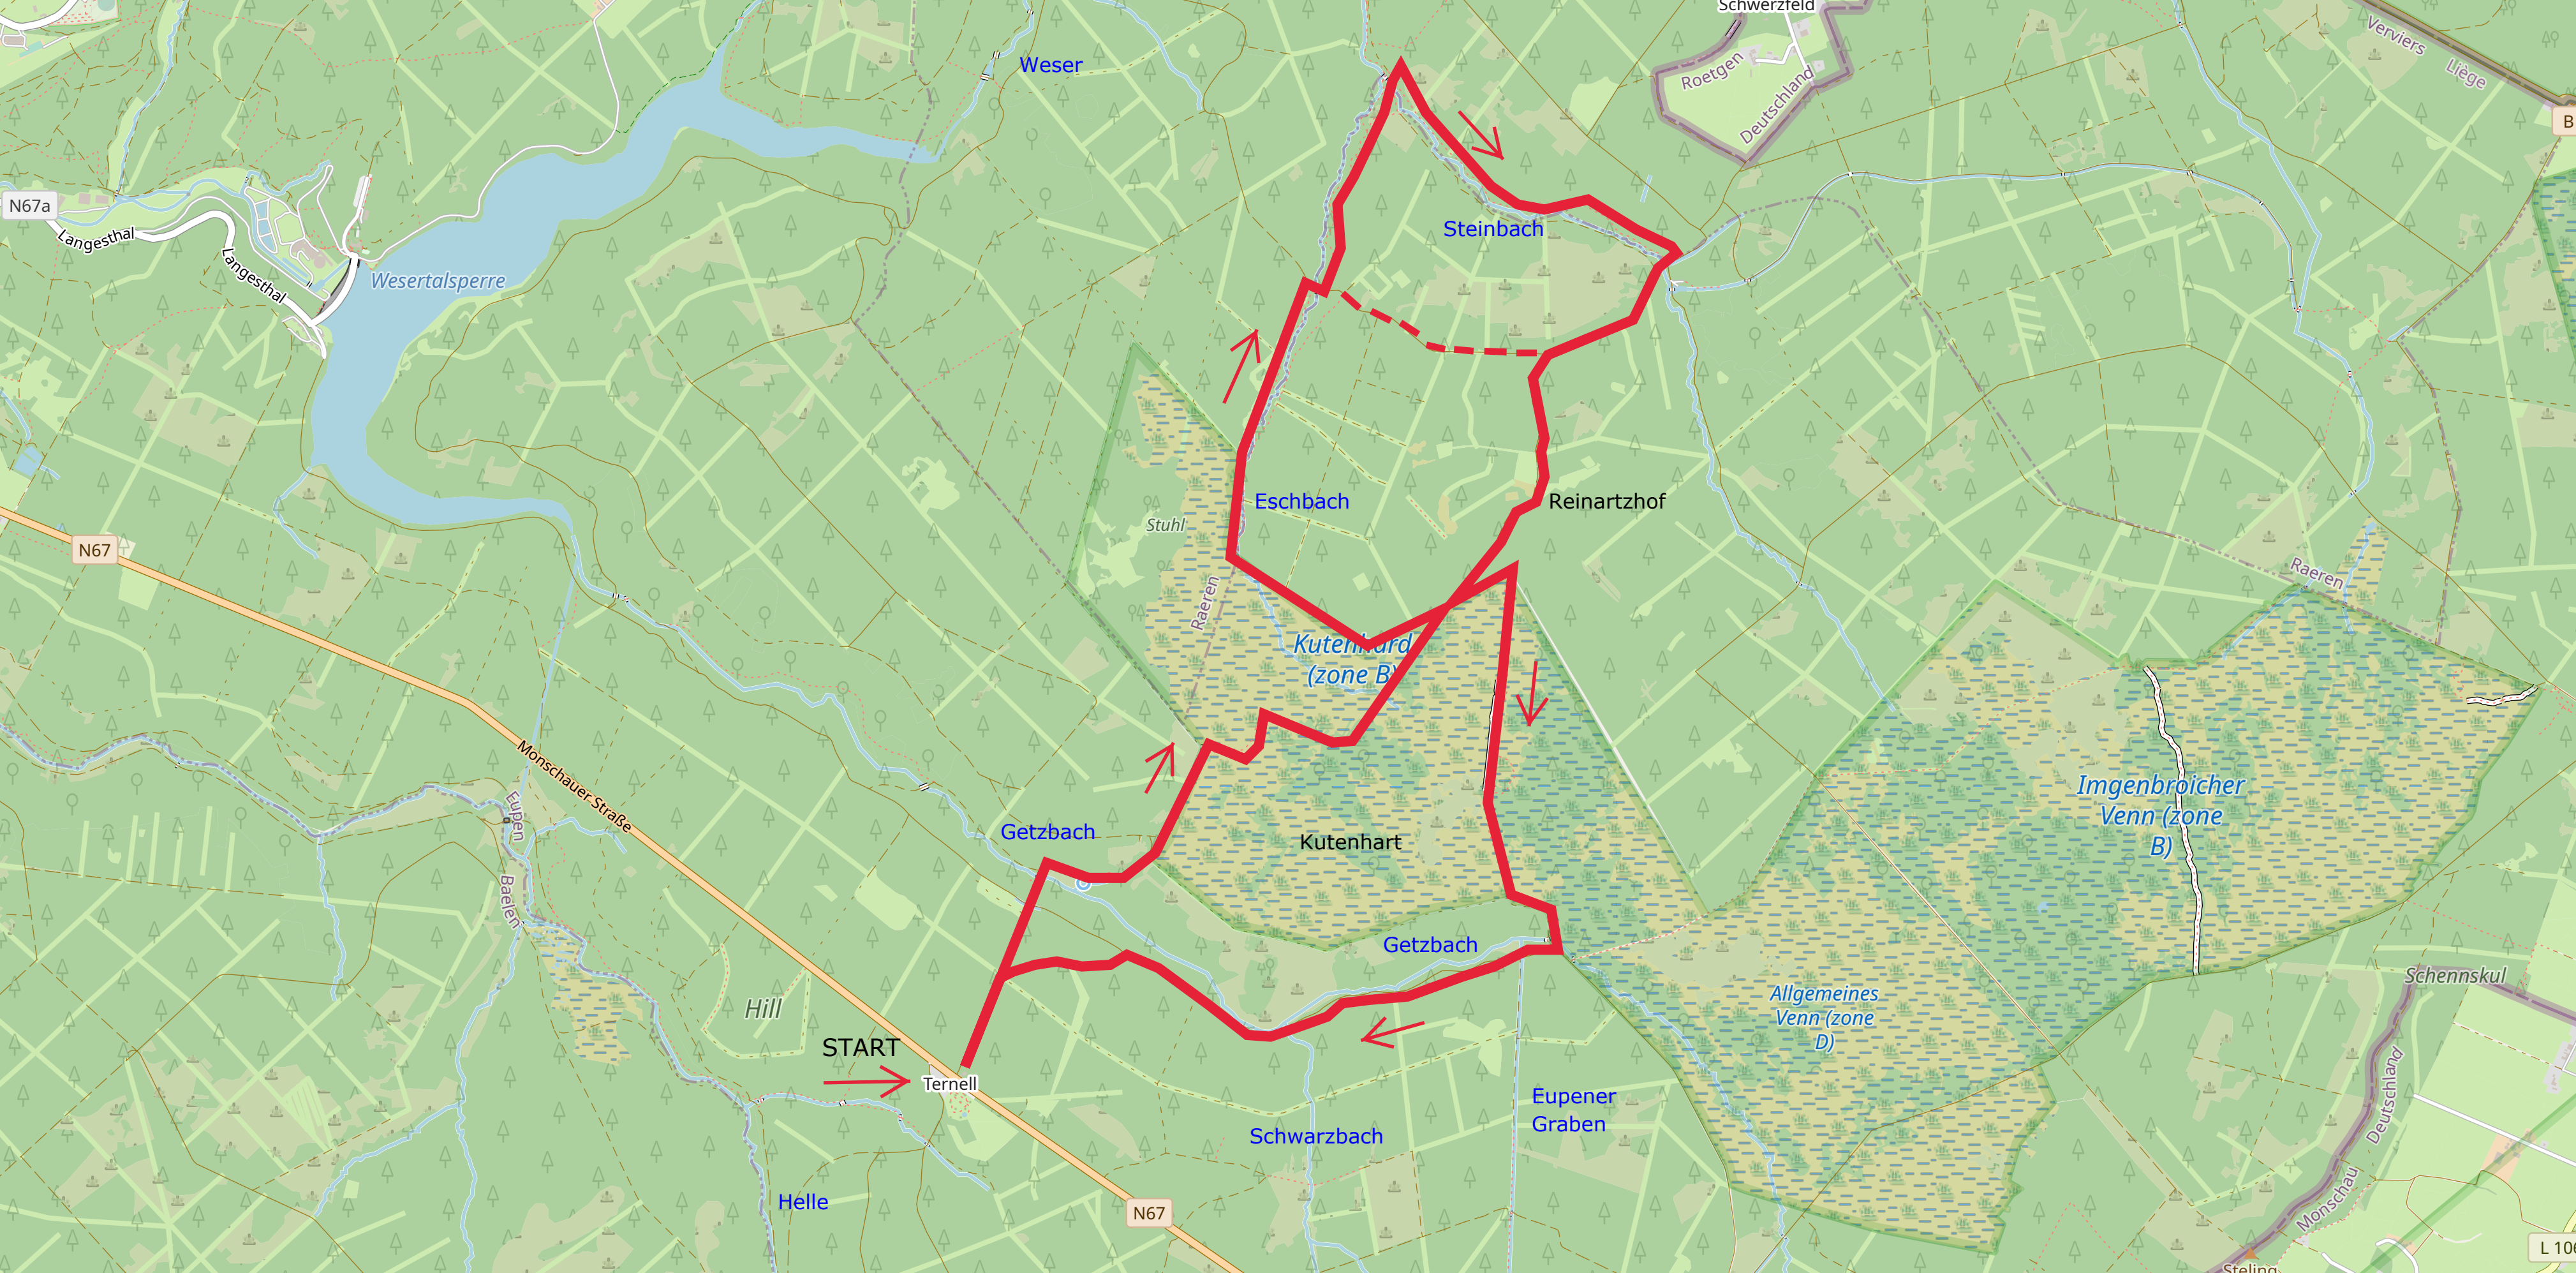 Schwerzfeld
Verviers
Liège
Weser
Roetgen
Deutschland
B
N67a
Langesthal
Langesthal
Wesertalsperre
Steinbach
Eschbach
Reinartzhof
Stuhl
N67
Raeren
Raeren
Kutenhard
(zone B)
Monschauer Straße
Eupen
Baelen
Imgenbroicher
Venn (zone
B)
Getzbach
Kutenhart
Getzbach
Schennskul
Hill
Allgemeines
Venn (zone
D)
START
Ternell
Eupener
Graben
Schwarzbach
Deutschland
Monschau
Helle
N67
L 106
Steling